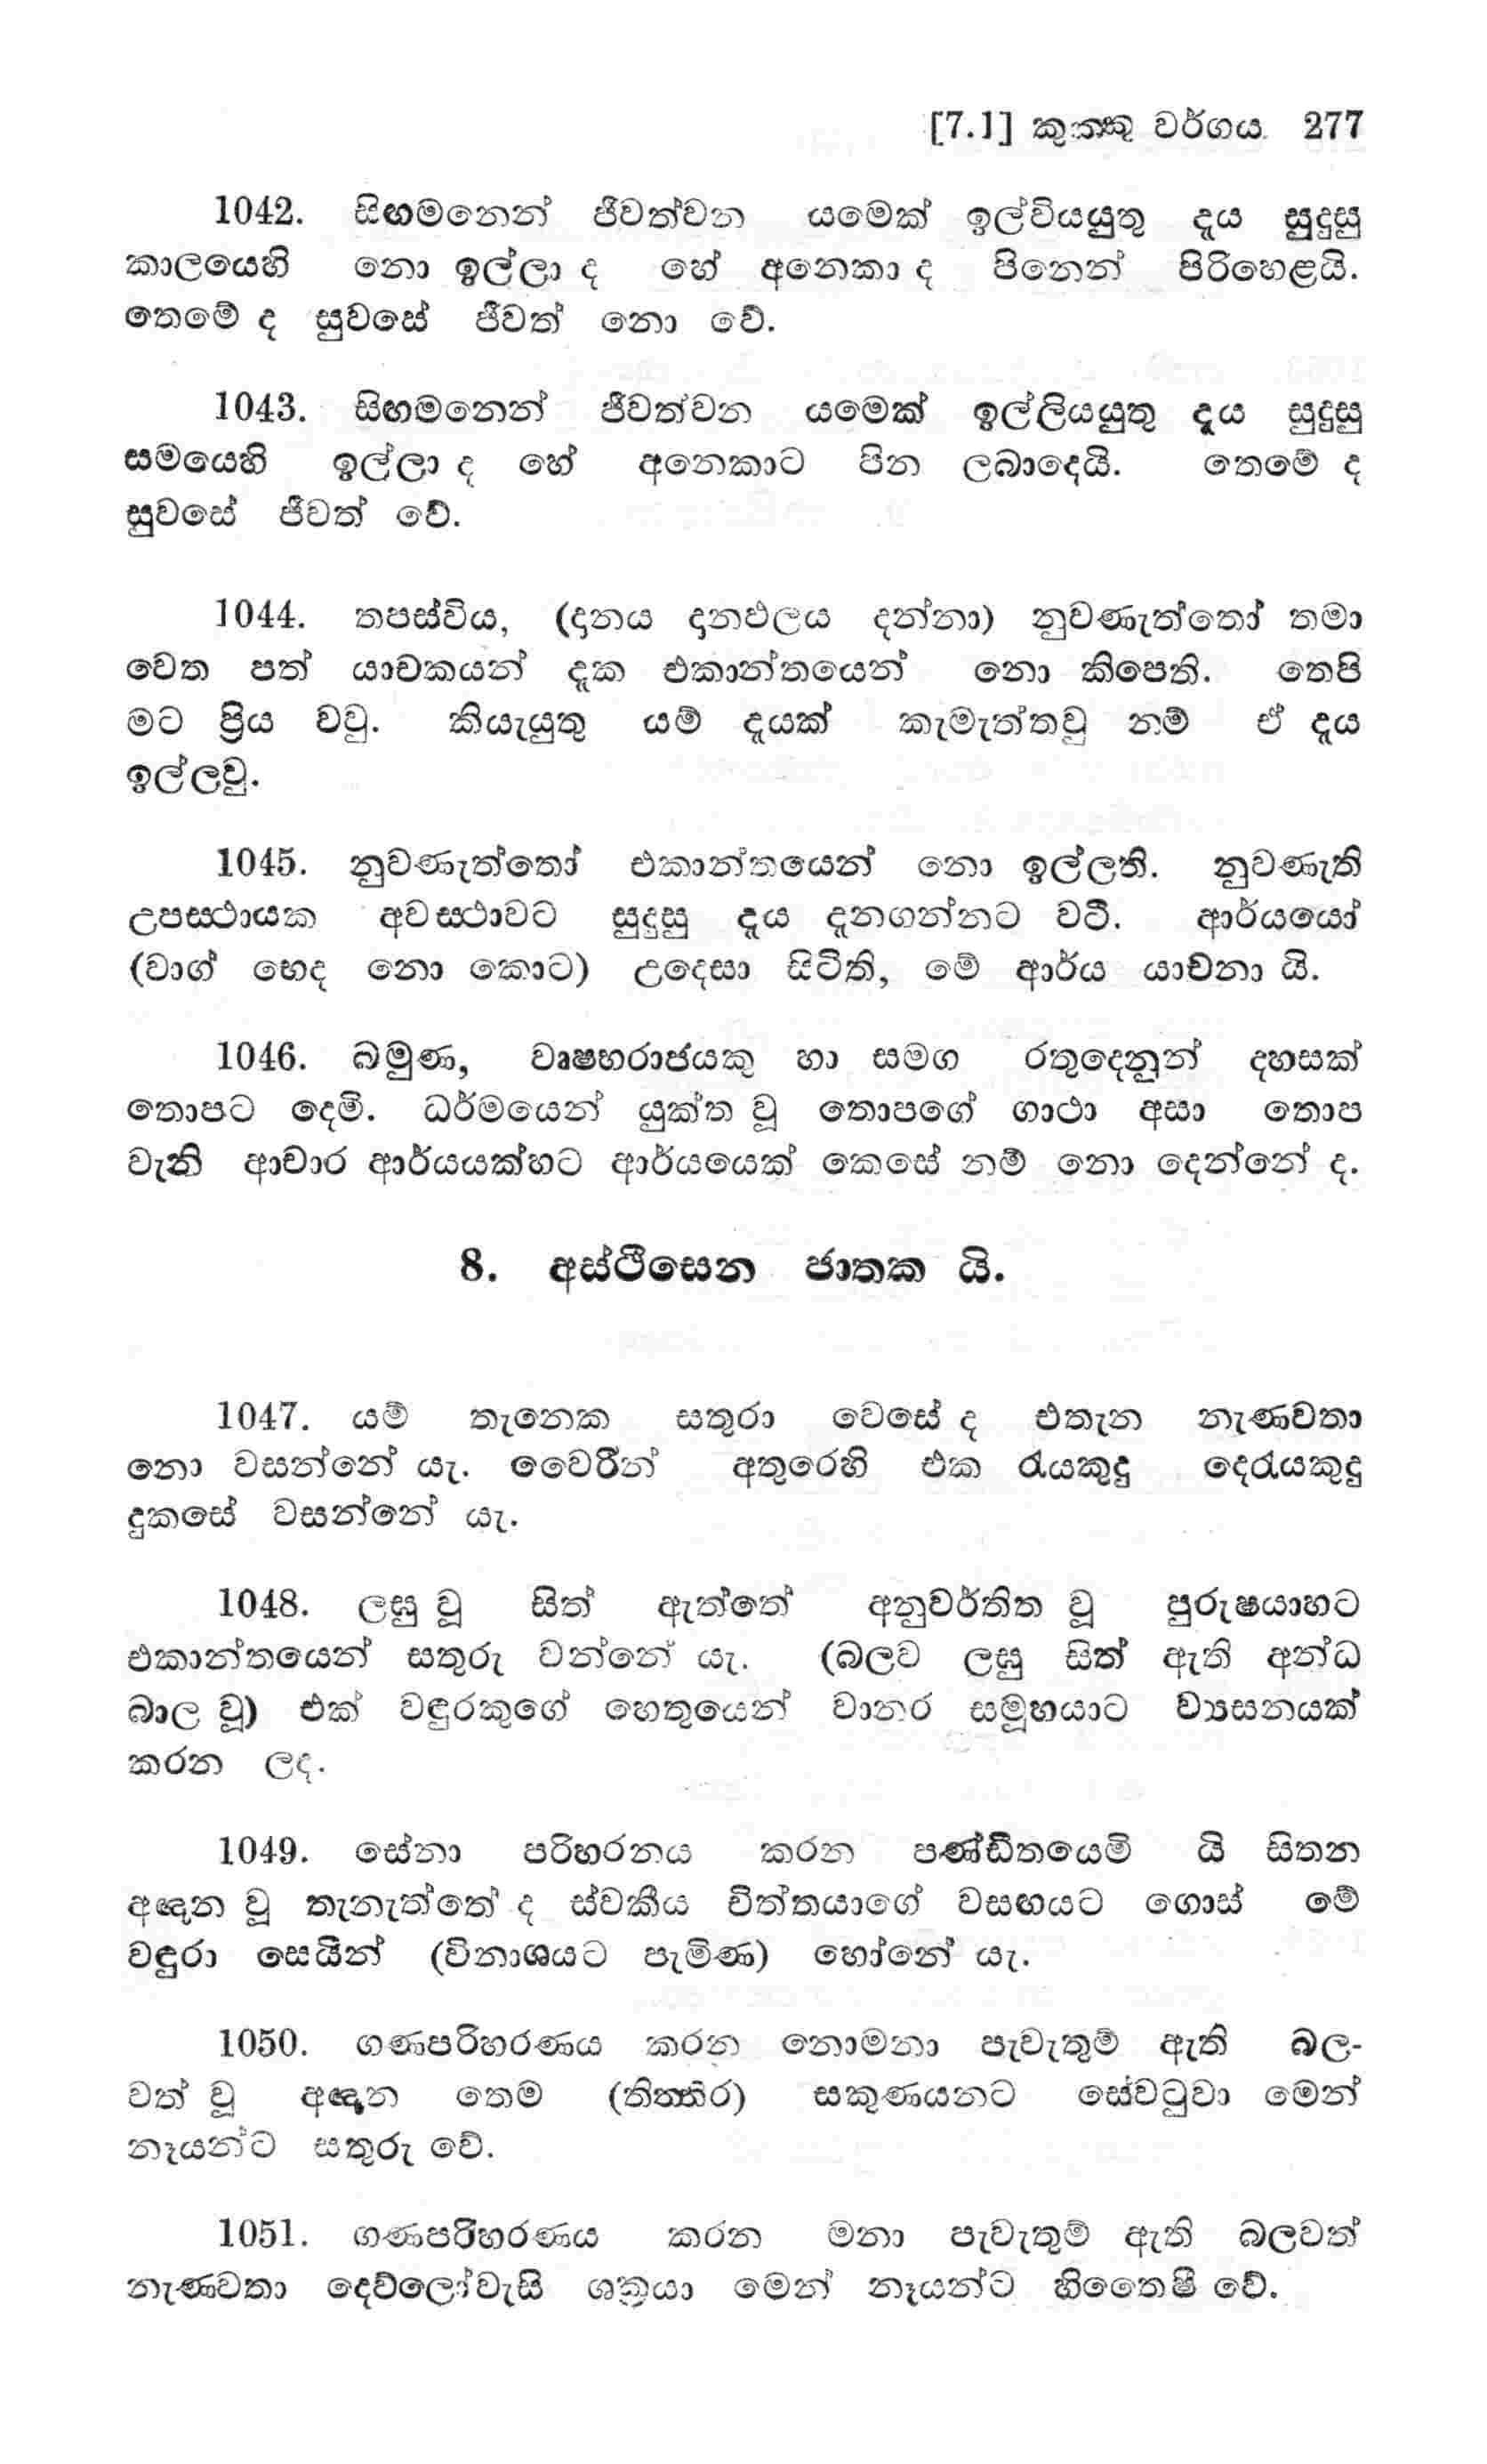 [7.1] කුක්කු වර්ගය 277
1042. සිඟමනෙන් ජීවත්වන යමෙක් ඉල්විය​යුතු දැය සුදුසු
කාලයෙහි නො ඉල්ලා ද හේ අනෙකා ද පිනෙන් පිරිහෙළයි.
තෙමේ ද සුවසේ ජීවත් නො වේ.
1043. සිඟමනෙන් ජීවත්වන යමෙක් ඉල්ලියයුතු දැය සුදුසු
සමයෙහි ඉල්ලා ද හේ අනෙකාට පින ලබාදෙයි. තෙමේ ද
සුවසේ ජීවත් වේ.
1044. තපස්විය, (දානය දානඵලය දන්නා) නුවණැත්තෝ තමා
වෙත පත් යාචකයන් දැක එකාන්තයෙන් නො කිපෙති. තෙපි
මට ප්‍රිය වවු. කියැයුතු යම් දැයක් කැමැත්තවු නම් ඒ දැය
ඉල්ලවු.
1045. නුවණැත්තෝ එකාන්තයෙන් නො ඉල්ලති. නුවණැති
උපස්ථායක අවස්ථාවට සුදුසු දැය දැනගන්නට වටී. ආර්යයෝ
(වාග් භෙද නො කොට) උදෙසා සිටිති, මේ ආර්ය යාචනා යි.
1046. බමුණ, වෘෂභරාජයකු හා සමග රතුදෙනුන් දහසක්
තොපට දෙමි. ධර්මයෙන් යුක්ත වූ තොපගේ ගාථා අසා තොප
වැනි ආචාර ආර්යයක්හට ආර්යයෙක් කෙසේ නම් නො දෙන්නේ ද.
8. අස්ථිසෙන ජාතක යි.
1047. යම් තැනෙක සතුරා වෙසේ ද එතැන නැණවතා
නො වසන්නේ යැ. වෛරීන් අතුරෙහි එක රැයකුදු දෙරැයකුදු
දුකසේ වසන්නේ යැ.
1048. ලඝු වූ සිත් ඇත්තේ අනුවර්තිත වූ පුරුෂයාහට
එකාන්තයෙන් සතුරු වන්නේ යැ. (බලව ලඝු සිත් ඇති අන්ධ
බාල වූ) එක් වඳුරකුගේ හෙතුයෙන් වානර සමූහයාට ව්‍යසනයක්
කරන ලද.
1049. සේනා පරිහරනය කරන පණ්ඩිතයෙමි යි සිතන
අඥාන වූ තැනැත්තේ ද ස්වකීය චිත්තයාගේ වසඟයට ගොස් මේ
වඳුරා සෙයින් (විනාශයට පැමිණ) හෝනේ යැ.
1050. ගණපරිහරණය කරන නොමනා පැවැතුම් ඇති බල-
වත් වූ අඥාන තෙම (තිත්තිර) සකුණයනට සේවටුවා මෙන්
නෑයන්ට සතුරු වේ.
1051. ගණපරිහරණය කරන මනා පැවැතුම් ඇති බලවත්
නැණවතා දෙව්ලෝවැසි ශක්‍රයා මෙන් නෑයන්ට හිතෛෂී වේ.